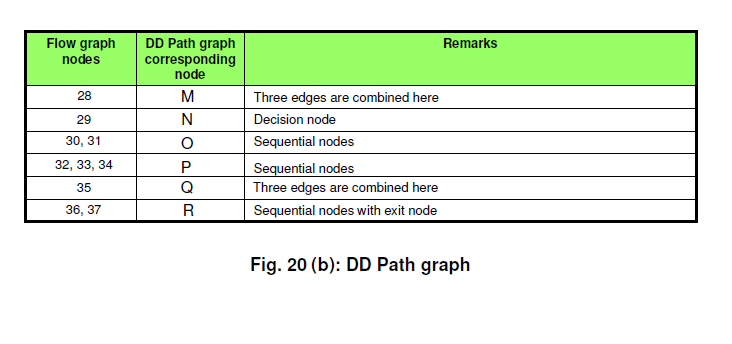 Flow graph nodes | DD Path graph corresponding node | Remarks
28 | M | Three edges are combined here
29 | N | Decision node
30, 31 | O | Sequential nodes
32, 33, 34 | P | Sequential nodes
35 | Q | Three edges are combined here
36, 37 | R | Sequential nodes with exit node
Fig. 20 (b): DD Path graph